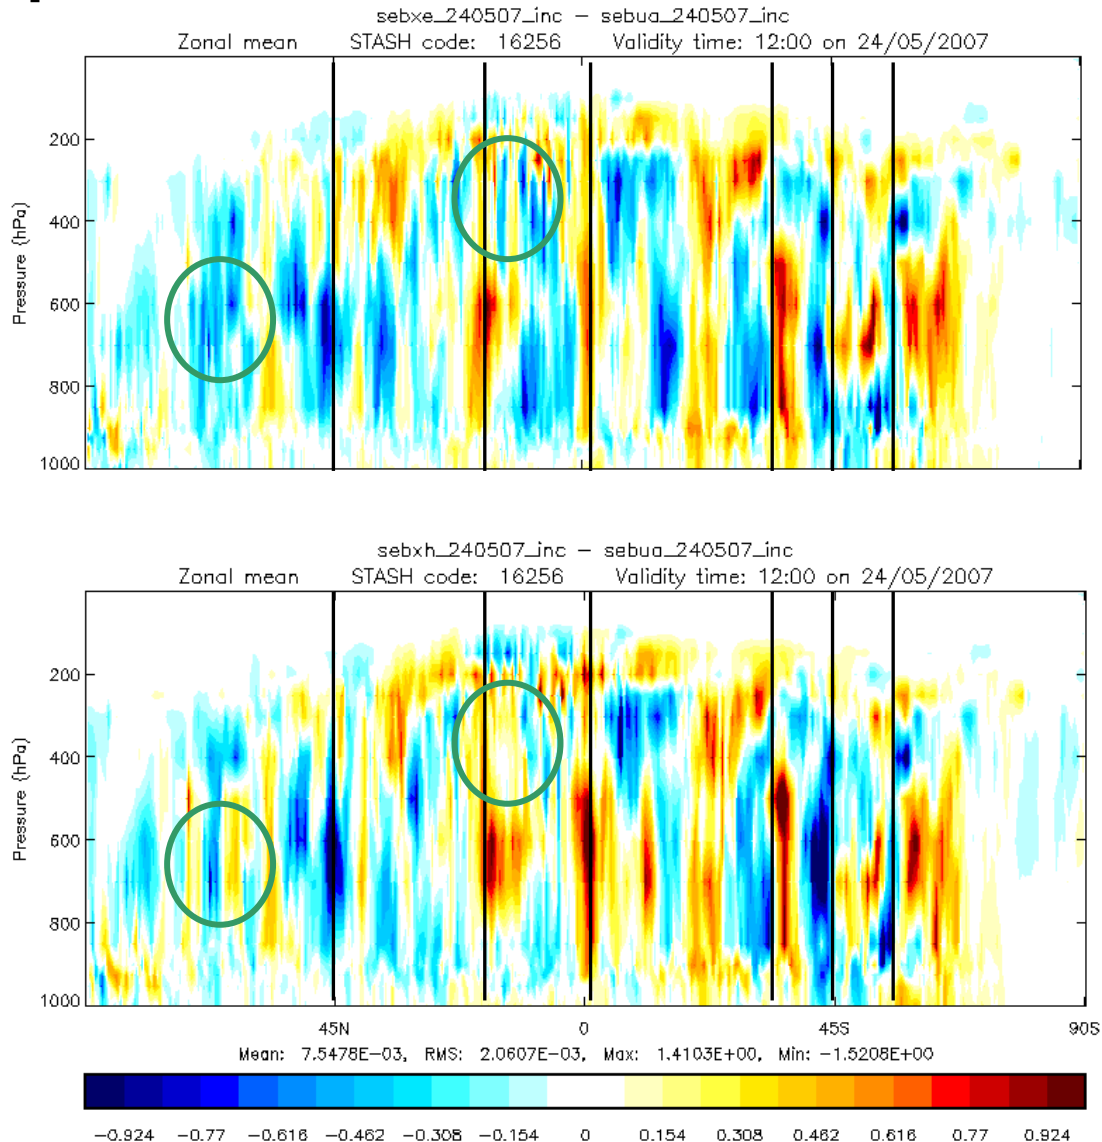 sebxe_240507_inc − sebua_240507_inc
Zonal mean STASH code: 16256 Validity time: 12:00 on 24/05/2007
200
400
600
800
1000
Pressure (hPa)
sebxh_240507_inc − sebua_240507_inc
Zonal mean STASH code: 16256 Validity time: 12:00 on 24/05/2007
200
400
600
800
1000
Pressure (hPa)
45N 0 45S 90S
Mean: 7.5478E−03, RMS: 2.0607E−03, Max: 1.4103E+00, Min: −1.5208E+00
−0.924 −0.77 −0.616 −0.462 −0.308 −0.154 0 0.154 0.308 0.462 0.616 0.77 0.924